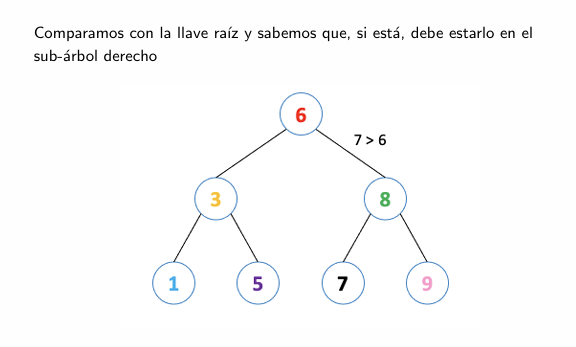 Comparamos con la llave raíz y sabemos que, si está, debe estarlo en el
sub-árbol derecho
6
7 > 6
3
8
1
5
7
9